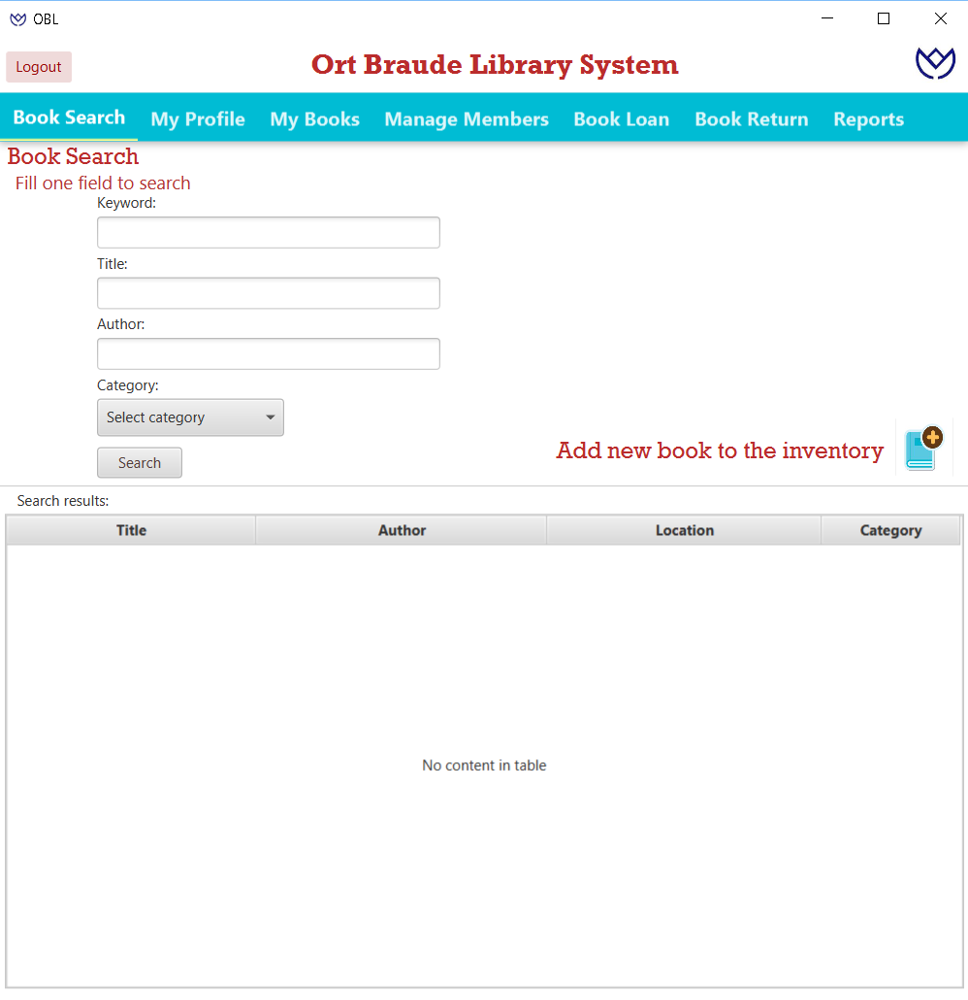 OBL
Logout
Ort Braude Library System
Book Search My Profile My Books Manage Members Book Loan Book Return Reports
Book Search
Fill one field to search
Keyword:
Title:
Author:
Category:
Select category
Add new book to the inventory
Search
Search results:
Title Author Location Category
No content in table